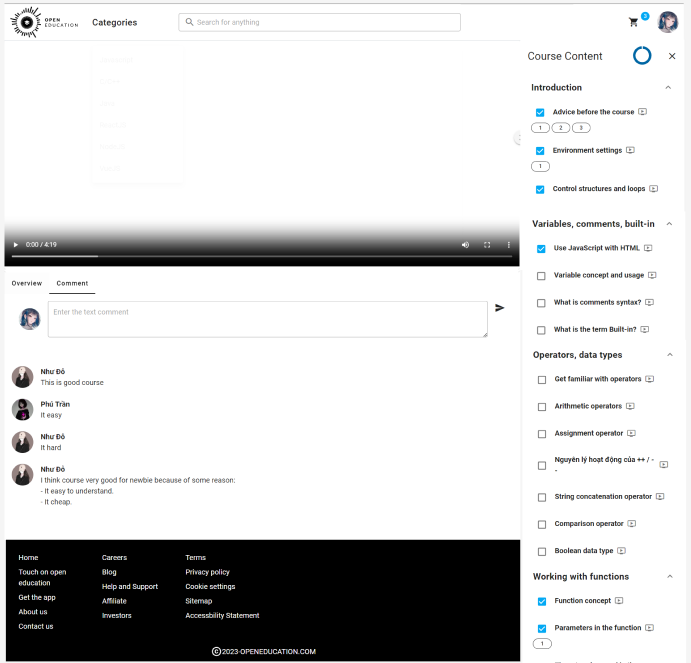 OPEN
EDUCATION
Categories
Search for anything
3
0:00 / 4:19
Overview
Comment
Enter the text comment
Như Đỗ
This is good course
Phú Trần
It easy
Như Đỗ
It hard
Như Đỗ
I think course very good for newbie because of some reason:
- It easy to understand.
- It cheap.
Course Content
Introduction
Advice before the course
1 2 3
Environment settings
1
Control structures and loops
Variables, comments, built-in
Use JavaScript with HTML
Variable concept and usage
What is comments syntax?
What is the term Built-in?
Operators, data types
Get familiar with operators
Arithmetic operators
Assignment operator
Nguyên lý hoạt động của ++ / -
-
String concatenation operator
Comparison operator
Boolean data type
Working with functions
Function concept
Parameters in the function
1
Home
Touch on open
education
Get the app
About us
Contact us
Careers
Blog
Help and Support
Affiliate
Investors
Terms
Privacy policy
Cookie settings
Sitemap
Accessbility Statement
©2023-OPENEDUCATION.COM